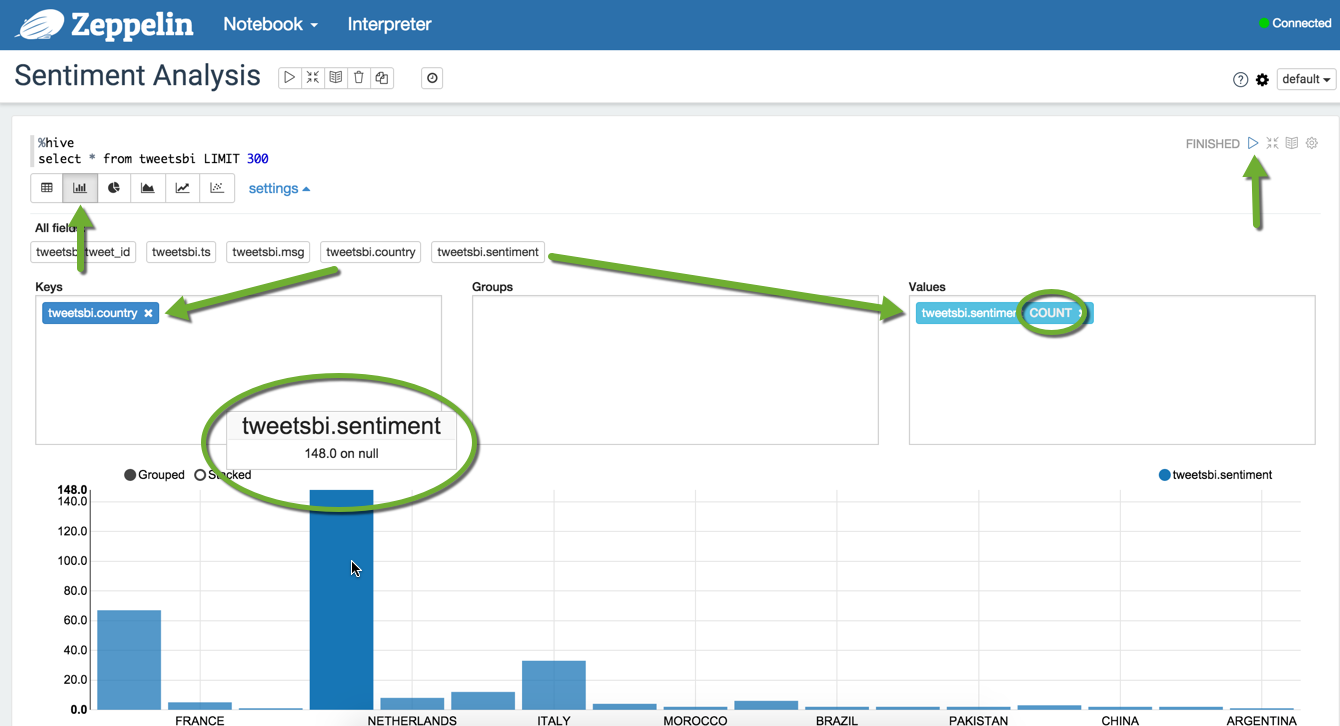 Zeppelin Notebook Interpreter Connected
Sentiment Analysis default
%hive
select * from tweetsbi LIMIT 300
FINISHED
settings
All field
tweetsb tweet_id tweetsbi.ts tweetsbi.msg tweetsbi.country tweetsbi.sentiment
Keys Groups Values
tweetsbi.country tweetsbi.sentimen COUNT
tweetsbi.sentiment
148.0 on null
Grouped Stacked tweetsbi.sentiment
148.0
140.0
120.0
100.0
80.0
60.0
40.0
20.0
0.0
FRANCE NETHERLANDS ITALY MOROCCO BRAZIL PAKISTAN CHINA ARGENTINA